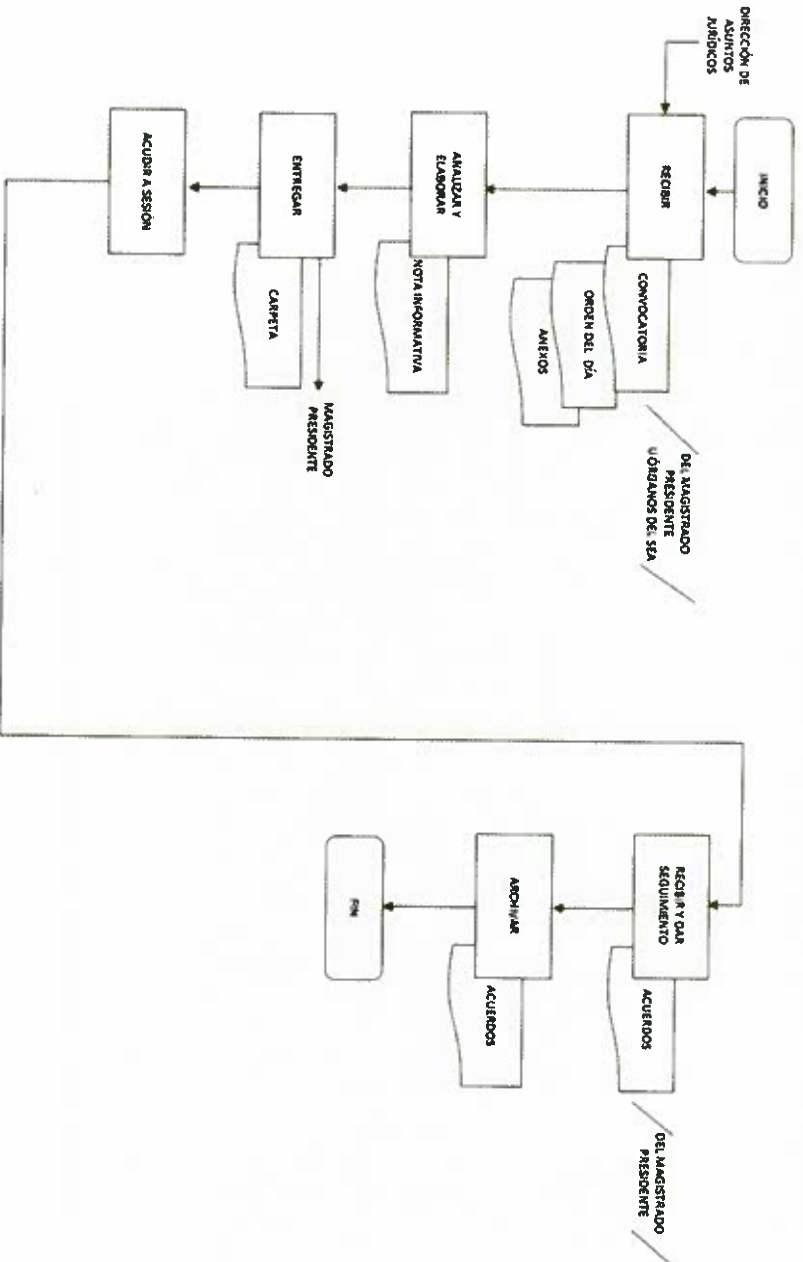 DIRECCIÓN DE
ASUNTOS
JURÍDICOS
INICIO
RECIBIR
CONVOCATORIA
ORDEN DEL DÍA
ANEXOS
DEL MAGISTRADO
PRESIDENTE
U ÓRGANOS DEL SEA
ANALIZAR Y
ELABORAR
NOTA INFORMATIVA
ENTREGAR
CARPETA
MAGISTRADO
PRESIDENTE
ACUDIR A SESIÓN
RECIBIR Y DAR
SEGUIMIENTO
ACUERDOS
DEL MAGISTRADO
PRESIDENTE
ARCHIVAR
ACUERDOS
FIN